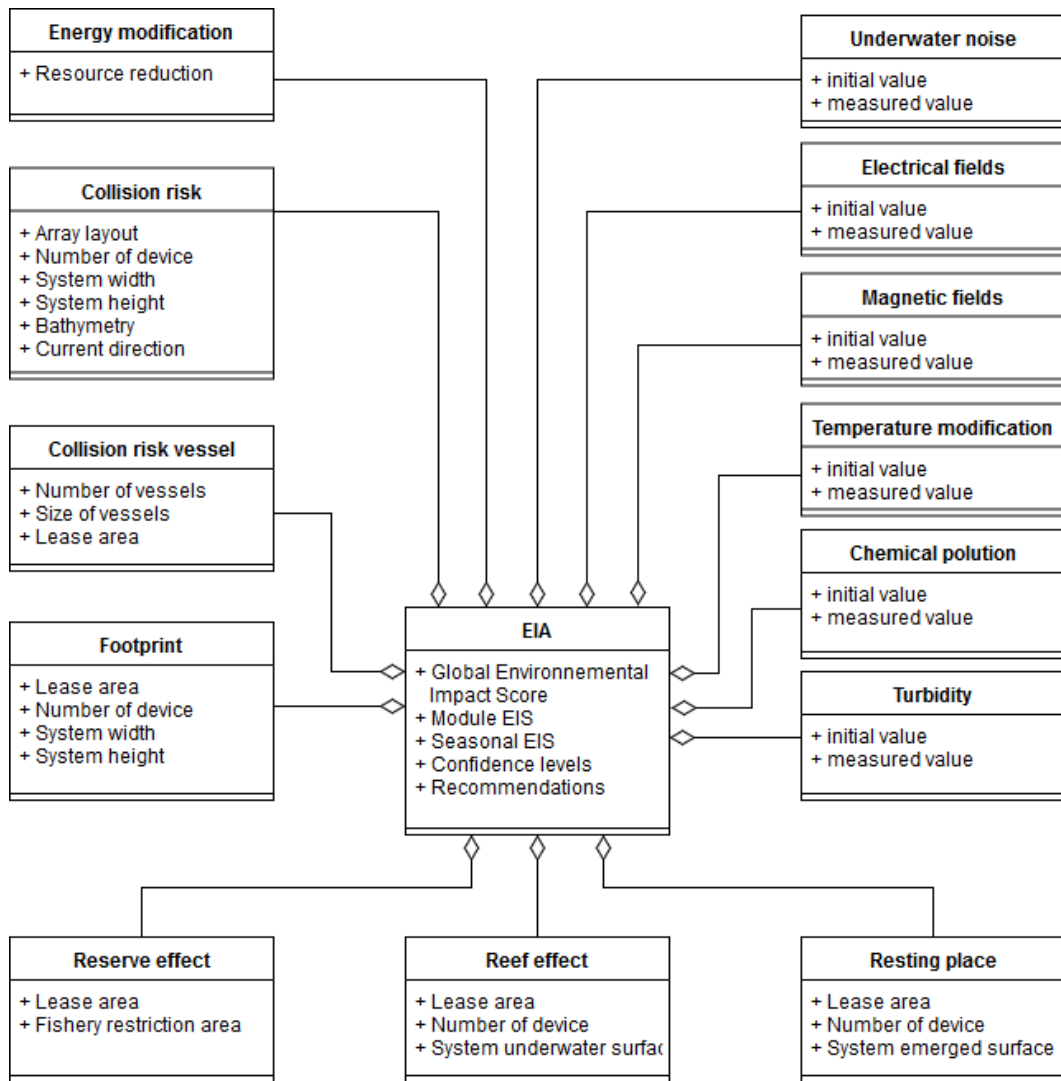 Energy modification
+ Resource reduction
Collision risk
+ Array layout
+ Number of device
+ System width
+ System height
+ Bathymetry
+ Current direction
Collision risk vessel
+ Number of vessels
+ Size of vessels
+ Lease area
Footprint
+ Lease area
+ Number of device
+ System width
+ System height
Underwater noise
+ initial value
+ measured value
Electrical fields
+ initial value
+ measured value
Magnetic fields
+ initial value
+ measured value
Temperature modification
+ initial value
+ measured value
Chemical polution
+ initial value
+ measured value
Turbidity
+ initial value
+ measured value
EIA
+ Global Environnemental
Impact Score
+ Module EIS
+ Seasonal EIS
+ Confidence levels
+ Recommendations
Reserve effect
+ Lease area
+ Fishery restriction area
Reef effect
+ Lease area
+ Number of device
+ System underwater surfac
Resting place
+ Lease area
+ Number of device
+ System emerged surface